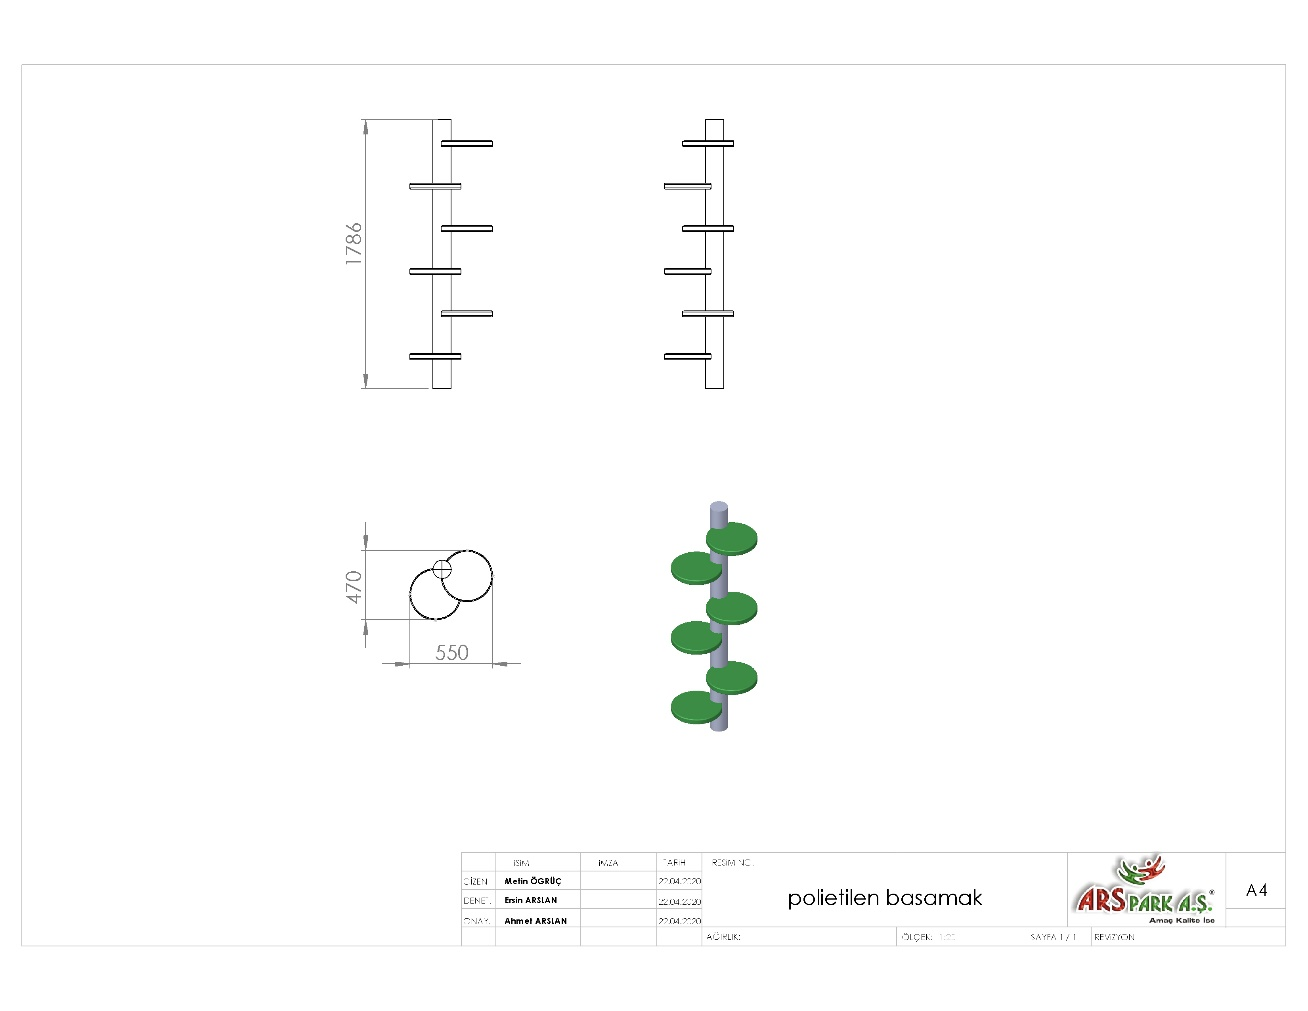 1786
470
550
İSİM
İMZA
TARİH
RESİM NO:
ÇİZEN
Metin ÖGRÜÇ
22.04.2020
DENET.
Ersin ARSLAN
22.04.2020
ONAY.
Ahmet ARSLAN
22.04.2020
polietilen basamak
ARS PARK A.Ş.®
Amaç Kalite İse
A4
AĞIRLIK:
ÖLÇEK: 1:20
SAYFA 1 / 1
REVİZYON